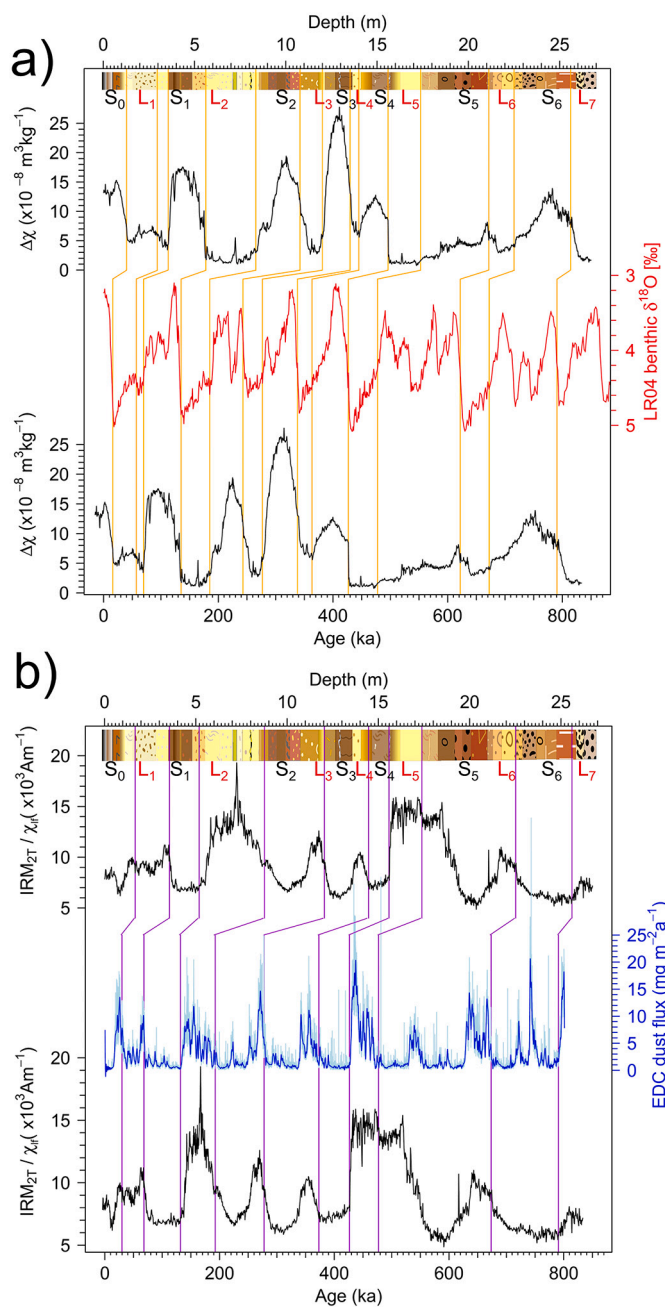 a)
Depth (m)
0 5 10 15 20 25
S0 L1 S1 L2 S2 L3 S3 L4 S4 L5 S5 L6 S6 L7
Δχ (x10 −8 m3kg−1)
25
20
15
10
5
0
3
4
5
LR04 benthic δ18O [‰]
Δχ (x10 −8 m3kg−1)
25
20
15
10
5
0
0 200 400 600 800
Age (ka)
b)
Depth (m)
0 5 10 15 20 25
S0 L1 S1 L2 S2 L3 S3 L4 S4 L5 S5 L6 S6 L7
IRM2T / χlf( x103Am−1)
20
15
10
5
25
20
15
10
5
0
EDC dust flux (mg m−2a−1)
IRM2T / χlf( x103Am−1)
20
15
10
5
0 200 400 600 800
Age (ka)